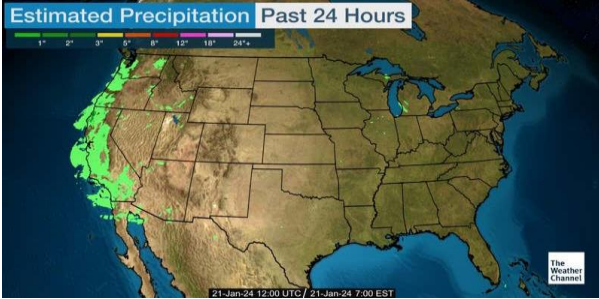 Estimated Precipitation Past 24 Hours
1" 2" 3" 5" 8" 12" 18" 24"+
The
Weather
Channel
21-Jan-24 12:00 UTC / 21-Jan-24 7:00 EST